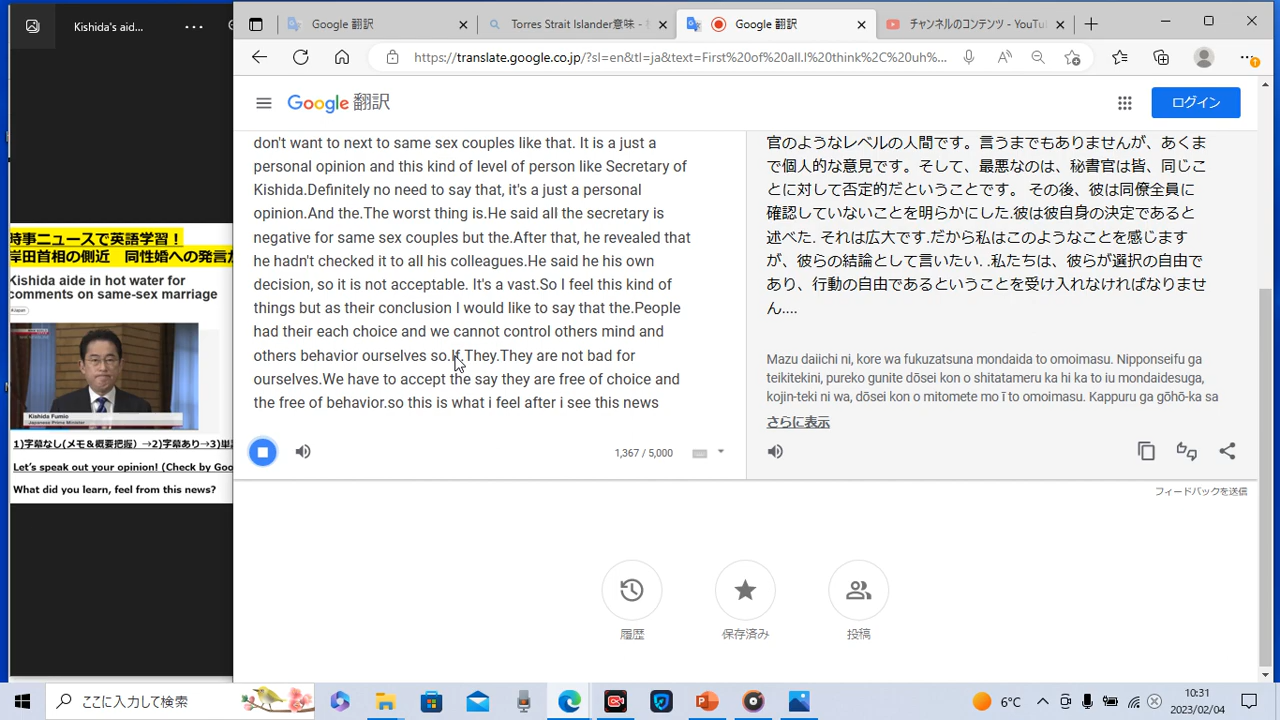 Kishida's aid...
Google 翻訳
Torres Strait Islander意味 -
Google 翻訳
チャンネルのコンテンツ - YouTu
https://translate.google.co.jp/?sl=en&tl=ja&text=First%20of%20all.I%20think%2C%20uh%...
Google 翻訳
ログイン
don't want to next to same sex couples like that. It is a just a
personal opinion and this kind of level of person like Secretary of
Kishida.Definitely no need to say that, it's a just a personal
opinion.And the.The worst thing is.He said all the secretary is
negative for same sex couples but the.After that, he revealed that
he hadn't checked it to all his colleagues.He said he his own
decision, so it is not acceptable. It's a vast.So I feel this kind of
things but as their conclusion I would like to say that the.People
had their each choice and we cannot control others mind and
others behavior ourselves so.If They.They are not bad for
ourselves.We have to accept the say they are free of choice and
the free of behavior.so this is what i feel after i see this news
1,367 / 5,000
官のようなレベルの人間です。言うまでもありませんが、あくま
で個人的な意見です。そして、最悪なのは、秘書官は皆、同じこ
とに対して否定的だということです。 その後、彼は同僚全員に
確認していないことを明らかにした.彼は彼自身の決定であると
述べた. それは広大です.だから私はこのようなことを感じます
が、彼らの結論として言いたい. .私たちは、彼らが選択の自由で
あり、行動の自由であるということを受け入れなければなりませ
ん....
Mazu daiichi ni, kore wa fukuzatsuna mondaida to omoimasu. Nipponseifu ga
teikitekini, pureko gunite dōsei kon o shitatameru ka hi ka to iu mondaidesuga,
kojin-teki ni wa, dōsei kon o mitomete mo ī to omoimasu. Kappuru ga gōhō-ka sa
さらに表示
フィードバックを送信
履歴
保存済み
投稿
時事ニュースで英語学習！
岸田首相の側近　同性婚への発言が
Kishida aide in hot water for
comments on same-sex marriage
Kishida Fumio
Japanese Prime Minister
1)字幕なし(メモ＆概要把握）→2)字幕あり→3)単
Let's speak out your opinion! (Check by Goo
What did you learn, feel from this news?
ここに入力して検索
6°C
10:31
2023/02/04